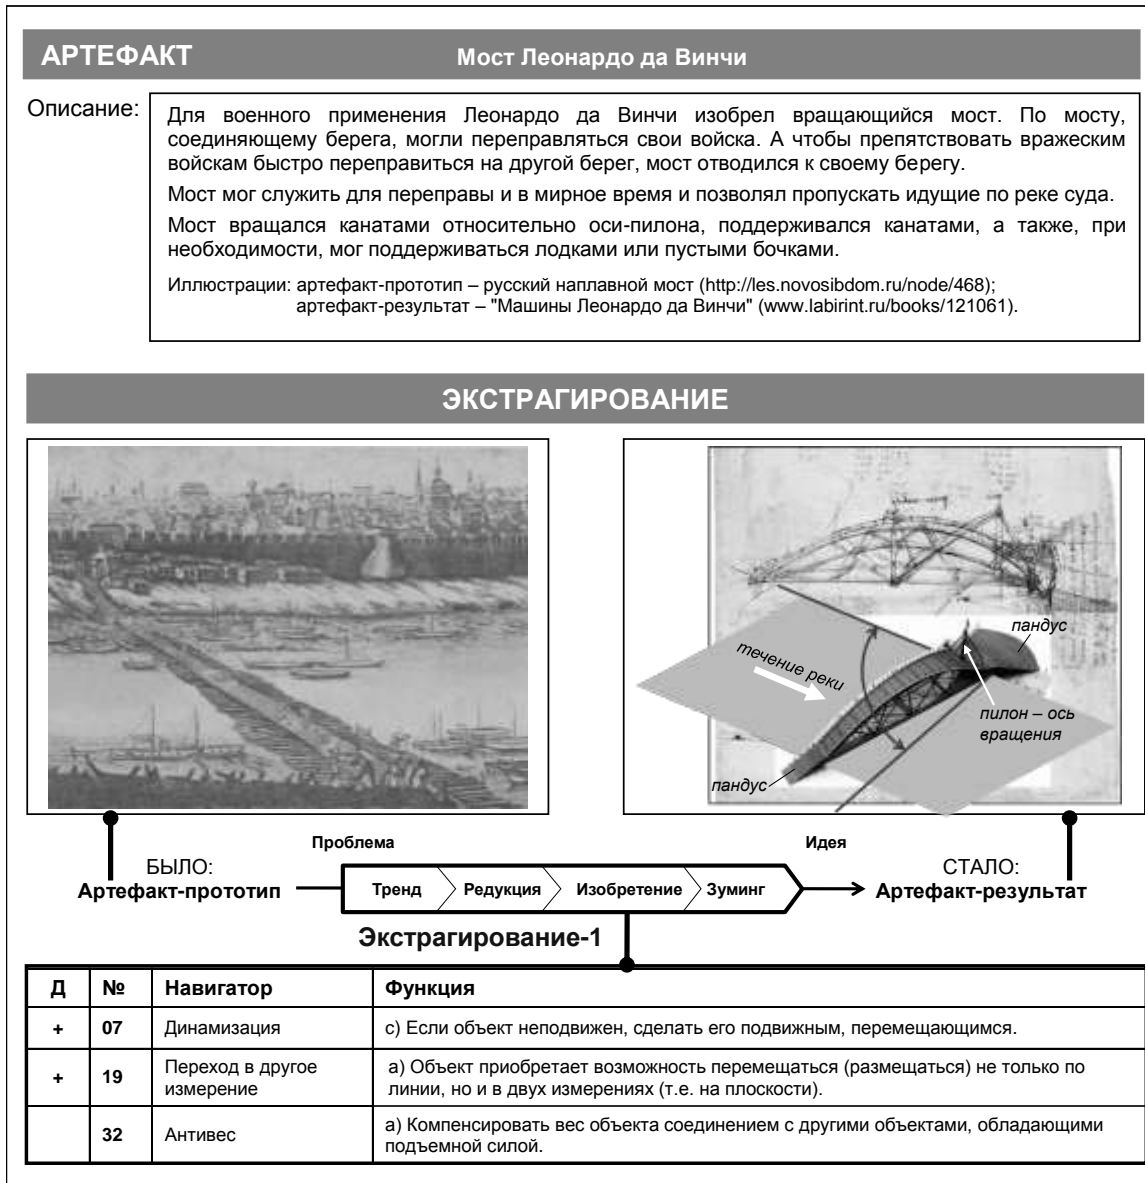 АРТЕФАКТ
Мост Леонардо да Винчи
Описание:
Для военного применения Леонардо да Винчи изобрел вращающийся мост. По мосту,
соединяющему берега, могли переправляться свои войска. А чтобы препятствовать вражеским
войскам быстро переправиться на другой берег, мост отводился к своему берегу.
Мост мог служить для переправы и в мирное время и позволял пропускать идущие по реке суда.
Мост вращался канатами относительно оси-пилона, поддерживался канатами, а также, при
необходимости, мог поддерживаться лодками или пустыми бочками.
Иллюстрации: артефакт-прототип – русский наплавной мост (http://les.novosibdom.ru/node/468);
артефакт-результат – "Машины Леонардо да Винчи" (www.labirint.ru/books/121061).
ЭКСТРАГИРОВАНИЕ
пандус
течение реки
пилон – ось
вращения
пандус
Проблема
Идея
БЫЛО:
Артефакт-прототип
Тренд
Редукция
Изобретение
Зуминг
СТАЛО:
Артефакт-результат
Экстрагирование-1
Д № Навигатор Функция
+ 07 Динамизация с) Если объект неподвижен, сделать его подвижным, перемещающимся.
+ 19 Переход в другое
измерение
а) Объект приобретает возможность перемещаться (размещаться) не только по
линии, но и в двух измерениях (т.е. на плоскости).
32 Антивес
а) Компенсировать вес объекта соединением с другими объектами, обладающими
подъемной силой.